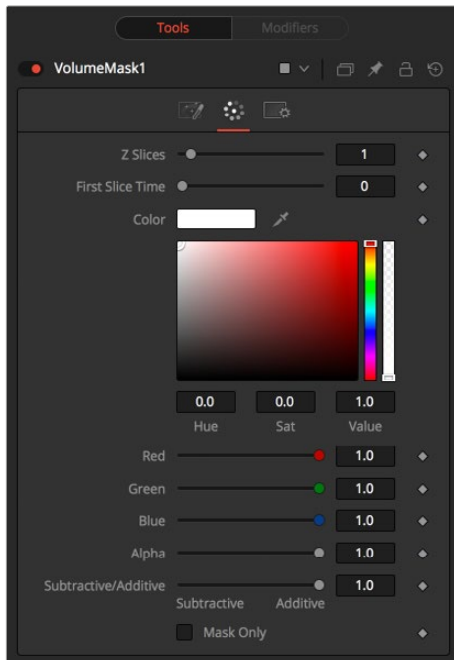 Tools Modifiers
VolumeMask1
Z Slices 1
First Slice Time 0
Color
0.0 0.0 1.0
Hue Sat Value
Red 1.0
Green 1.0
Blue 1.0
Alpha 1.0
Subtractive/Additive 1.0
Subtractive Additive
Mask Only